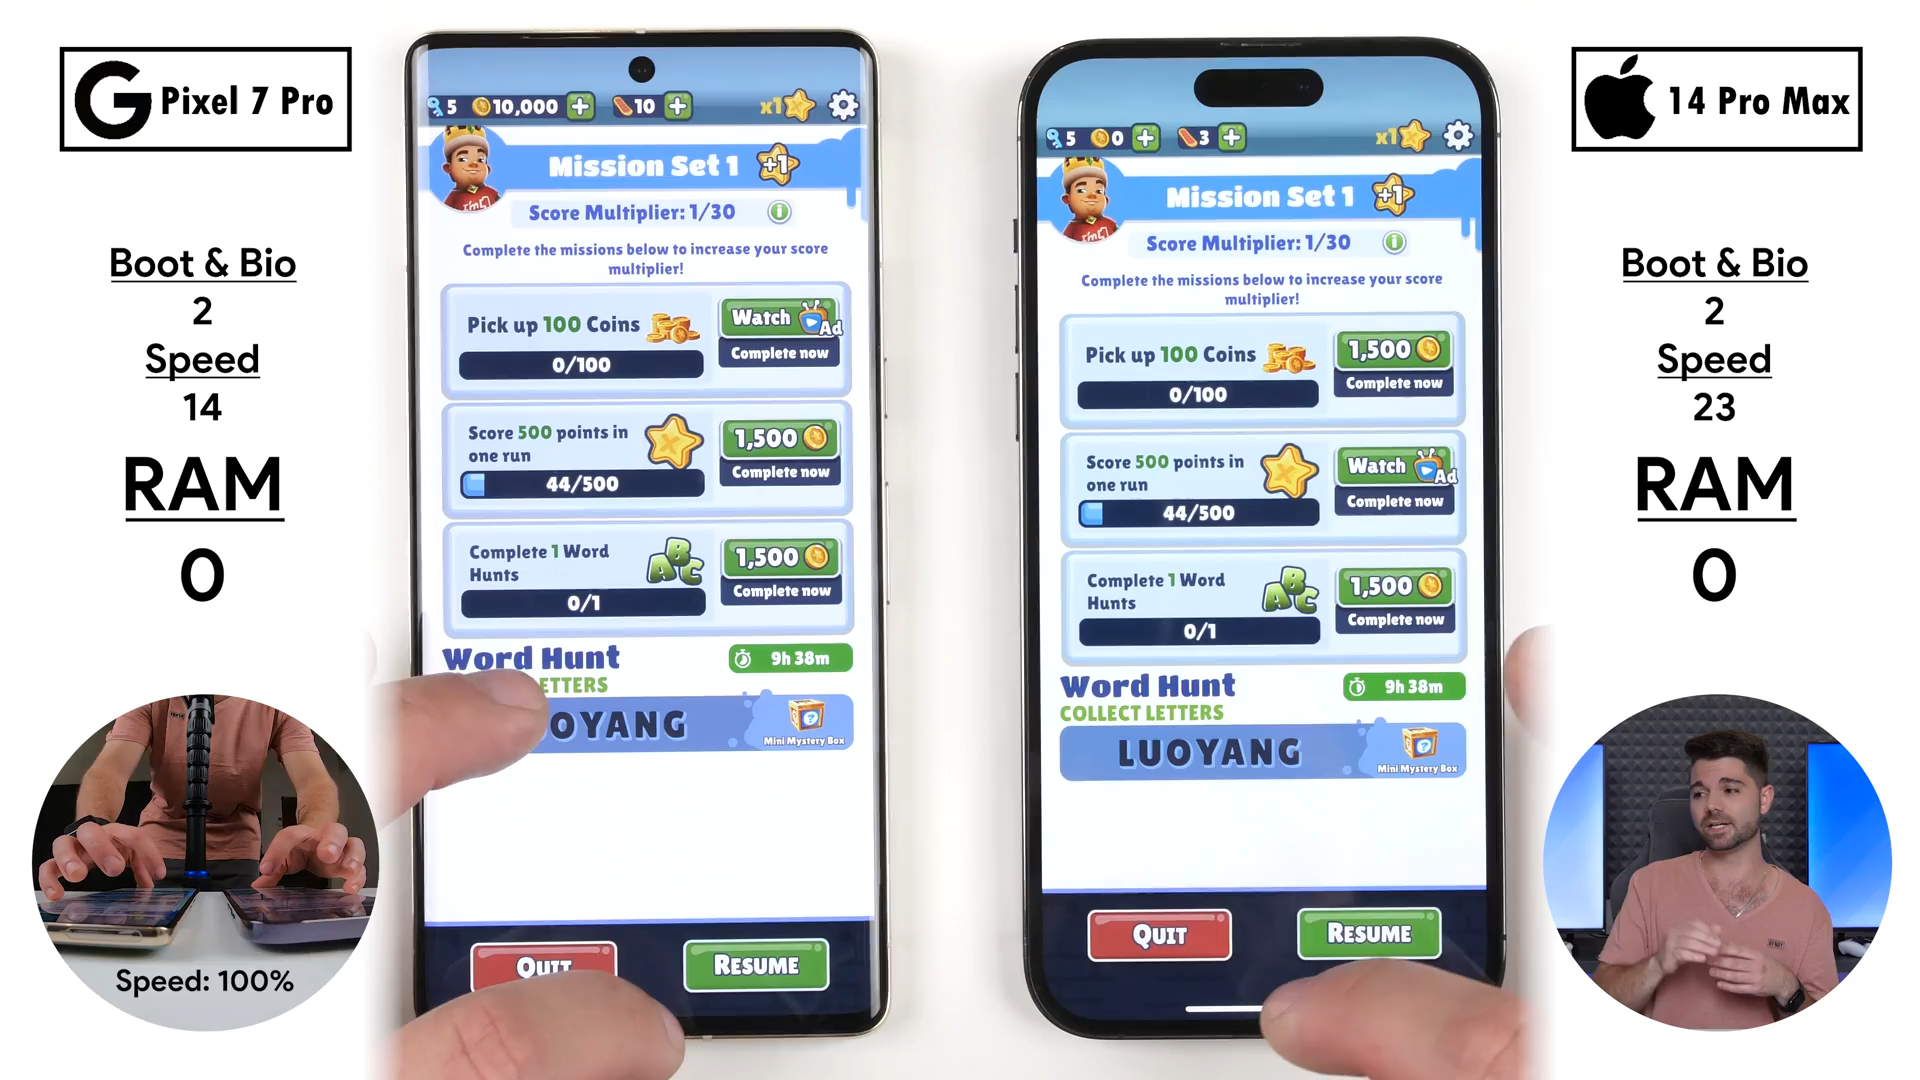 Pixel 7 Pro
Boot & Bio
2
Speed
14
RAM
0
Speed: 100%
5 10,000 10 x1
Mission Set 1 +1
Score Multiplier: 1/30
Complete the missions below to increase your score
multiplier!
Pick up 100 Coins
0/100
Watch Ad
Complete now
Score 500 points in
one run
44/500
1,500
Complete now
Complete 1 Word
Hunts
0/1
1,500
Complete now
Word Hunt
9h 38m
ETTERS
OYANG
Mini Mystery Box
QUIT
RESUME
5 0 3 x1
Mission Set 1 +1
Score Multiplier: 1/30
Complete the missions below to increase your score
multiplier!
Pick up 100 Coins
0/100
1,500
Complete now
Score 500 points in
one run
44/500
Watch Ad
Complete now
Complete 1 Word
Hunts
0/1
1,500
Complete now
Word Hunt
9h 38m
COLLECT LETTERS
LUOYANG
Mini Mystery Box
QUIT
RESUME
14 Pro Max
Boot & Bio
2
Speed
23
RAM
0